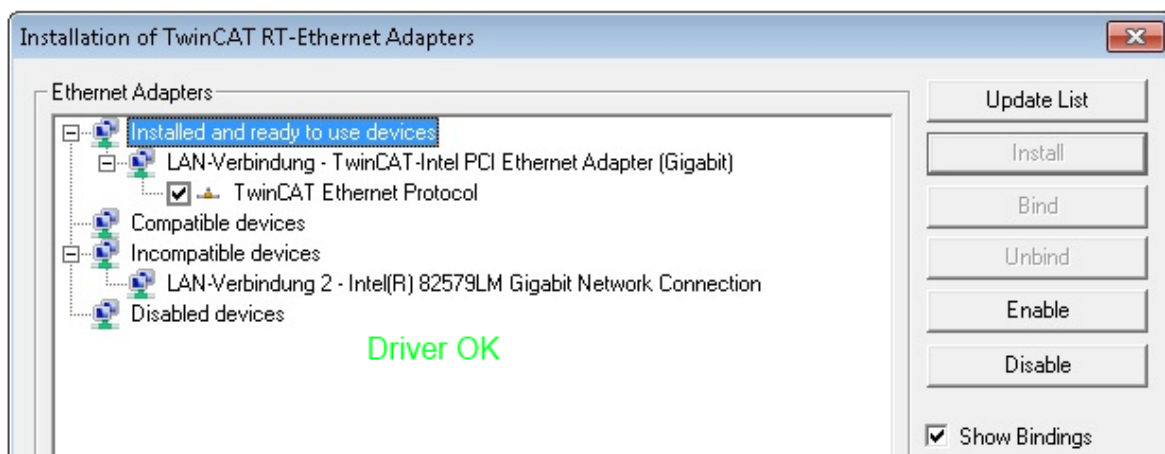 Installation of TwinCAT RT-Ethernet Adapters
Ethernet Adapters
Installed and ready to use devices
LAN-Verbindung - TwinCAT-Intel PCI Ethernet Adapter (Gigabit)
TwinCAT Ethernet Protocol
Compatible devices
Incompatible devices
LAN-Verbindung 2 - Intel(R) 82579LM Gigabit Network Connection
Disabled devices
Driver OK
Update List
Install
Bind
Unbind
Enable
Disable
Show Bindings